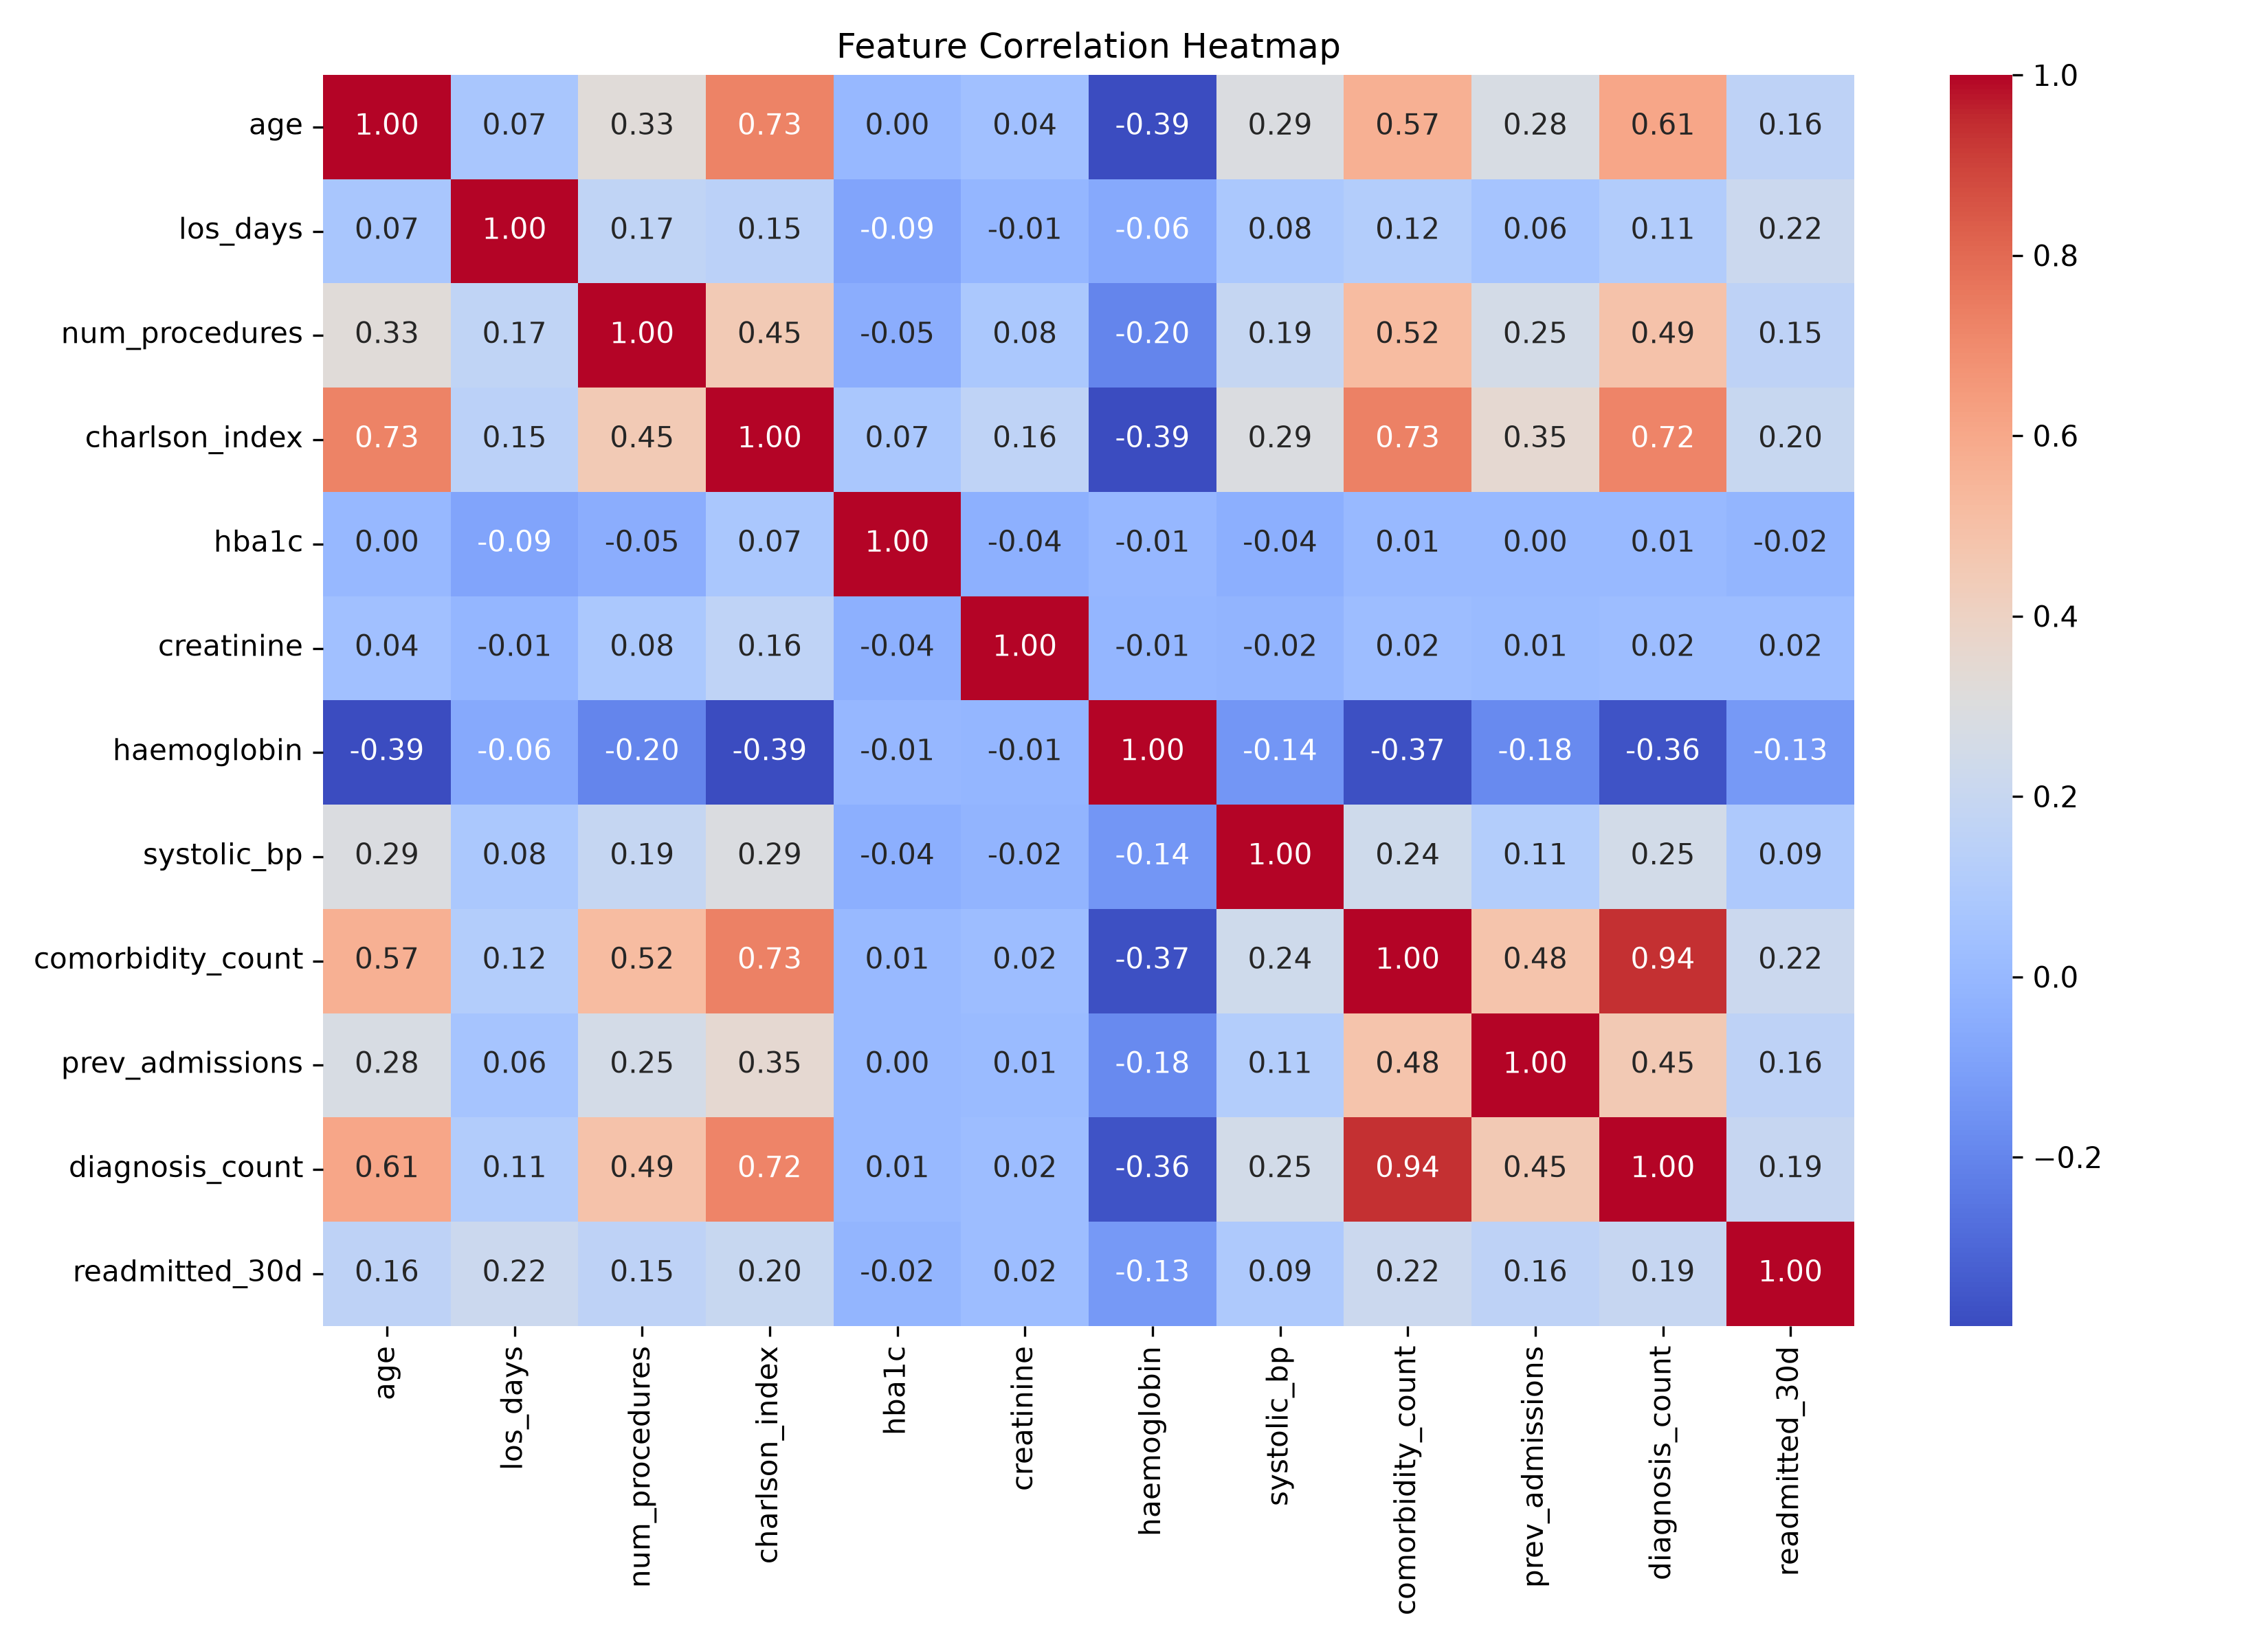 Feature Correlation Heatmap
age 1.00 0.07 0.33 0.73 0.00 0.04 -0.39 0.29 0.57 0.28 0.61 0.16
los_days 0.07 1.00 0.17 0.15 -0.09 -0.01 -0.06 0.08 0.12 0.06 0.11 0.22
num_procedures 0.33 0.17 1.00 0.45 -0.05 0.08 -0.20 0.19 0.52 0.25 0.49 0.15
charlson_index 0.73 0.15 0.45 1.00 0.07 0.16 -0.39 0.29 0.73 0.35 0.72 0.20
hba1c 0.00 -0.09 -0.05 0.07 1.00 -0.04 -0.01 -0.04 0.01 0.00 0.01 -0.02
creatinine 0.04 -0.01 0.08 0.16 -0.04 1.00 -0.01 -0.02 0.02 0.01 0.02 0.02
haemoglobin -0.39 -0.06 -0.20 -0.39 -0.01 -0.01 1.00 -0.14 -0.37 -0.18 -0.36 -0.13
systolic_bp 0.29 0.08 0.19 0.29 -0.04 -0.02 -0.14 1.00 0.24 0.11 0.25 0.09
comorbidity_count 0.57 0.12 0.52 0.73 0.01 0.02 -0.37 0.24 1.00 0.48 0.94 0.22
prev_admissions 0.28 0.06 0.25 0.35 0.00 0.01 -0.18 0.11 0.48 1.00 0.45 0.16
diagnosis_count 0.61 0.11 0.49 0.72 0.01 0.02 -0.36 0.25 0.94 0.45 1.00 0.19
readmitted_30d 0.16 0.22 0.15 0.20 -0.02 0.02 -0.13 0.09 0.22 0.16 0.19 1.00
age
los_days
num_procedures
charlson_index
hba1c
creatinine
haemoglobin
systolic_bp
comorbidity_count
prev_admissions
diagnosis_count
readmitted_30d
1.0
0.8
0.6
0.4
0.2
0.0
−0.2